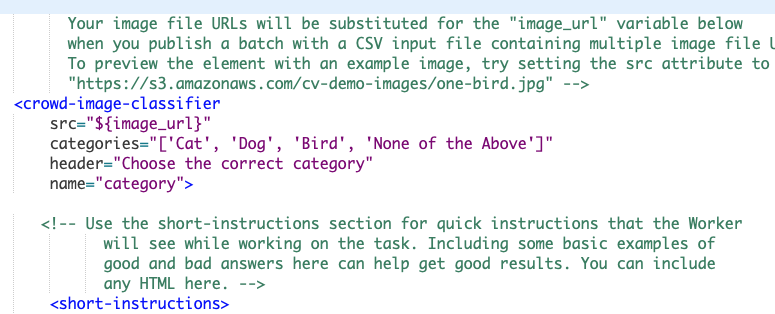 Your image file URLs will be substituted for the "image_url" variable below
when you publish a batch with a CSV input file containing multiple image file
To preview the element with an example image, try setting the src attribute to
"https://s3.amazonaws.com/cv-demo-images/one-bird.jpg" -->
<crowd-image-classifier
src="${image_url}"
categories="['Cat', 'Dog', 'Bird', 'None of the Above']"
header="Choose the correct category"
name="category">
<!-- Use the short-instructions section for quick instructions that the Worker
will see while working on the task. Including some basic examples of
good and bad answers here can help get good results. You can include
any HTML here. -->
<short-instructions>